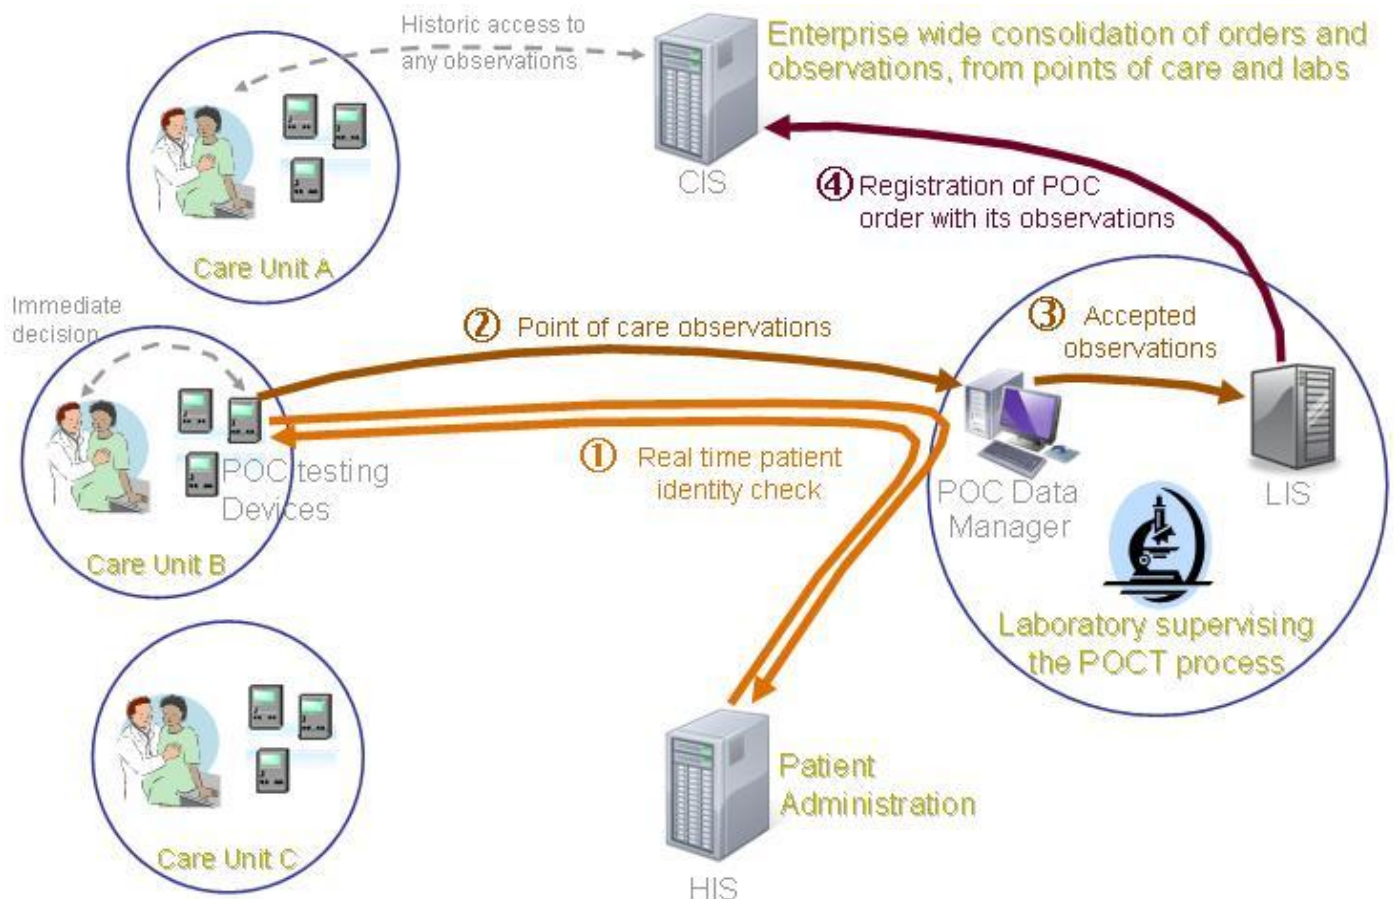 Historic access to
any observations
Enterprise wide consolidation of orders and
observations, from points of care and labs
CIS
④ Registration of POC
order with its observations
Care Unit A
Immediate
decision
② Point of care observations
③ Accepted
observations
① Real time patient
identity check
POC testing
Devices
Care Unit B
POC Data
Manager
LIS
Laboratory supervising
the POCT process
Patient
Administration
HIS
Care Unit C